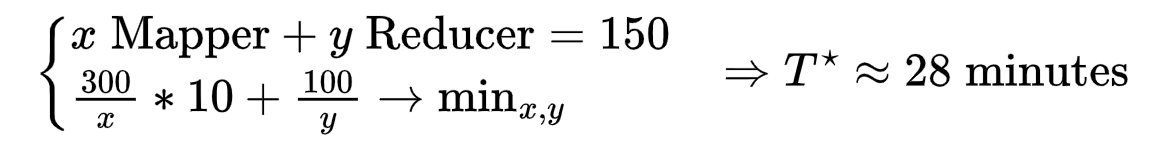 x Mapper + y Reducer = 150
300/x * 10 + 100/y → min_{x,y}
⇒ T* ≈ 28 minutes